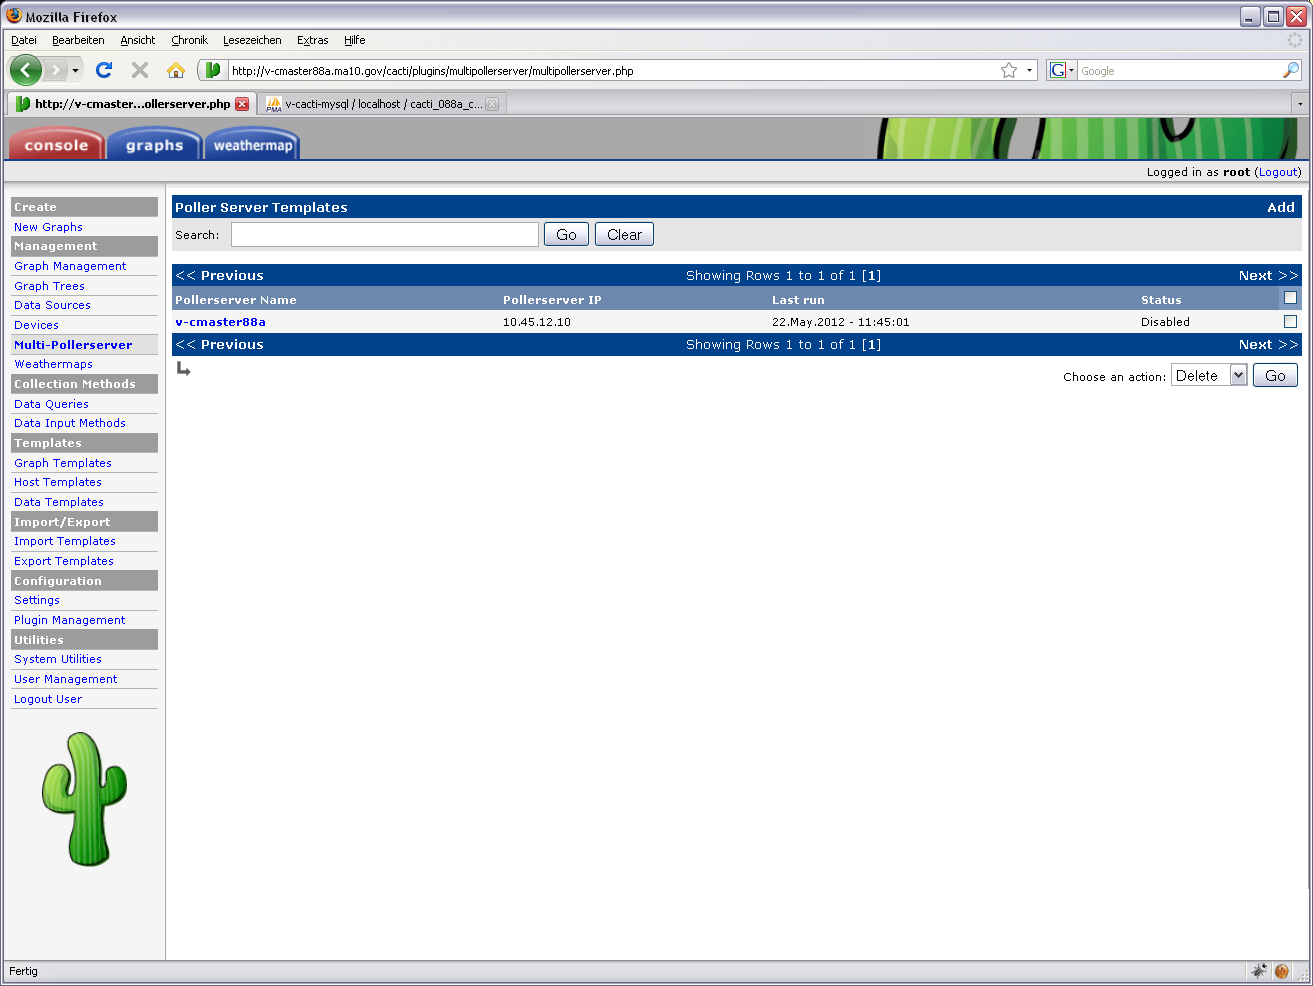 Mozilla Firefox
Datei Bearbeiten Ansicht Chronik Lesezeichen Extras Hilfe
http://v-cmaster88a.ma10.gov/cacti/plugins/multipollerserver/multipollerserver.php
G Google
http://v-cmaster...ollerserver.php
PMA v-cacti-mysql / localhost / cacti_088a_c...
console graphs weathermap
Logged in as root (Logout)
Create
New Graphs
Management
Graph Management
Graph Trees
Data Sources
Devices
Multi-Pollerserver
Weathermaps
Collection Methods
Data Queries
Data Input Methods
Templates
Graph Templates
Host Templates
Data Templates
Import/Export
Import Templates
Export Templates
Configuration
Settings
Plugin Management
Utilities
System Utilities
User Management
Logout User
Poller Server Templates Add
Search: Go Clear
<< Previous Showing Rows 1 to 1 of 1 [1] Next >>
Pollerserver Name Pollerserver IP Last run Status
v-cmaster88a 10.45.12.10 22.May.2012 - 11:45:01 Disabled
<< Previous Showing Rows 1 to 1 of 1 [1] Next >>
Choose an action: Delete Go
Fertig